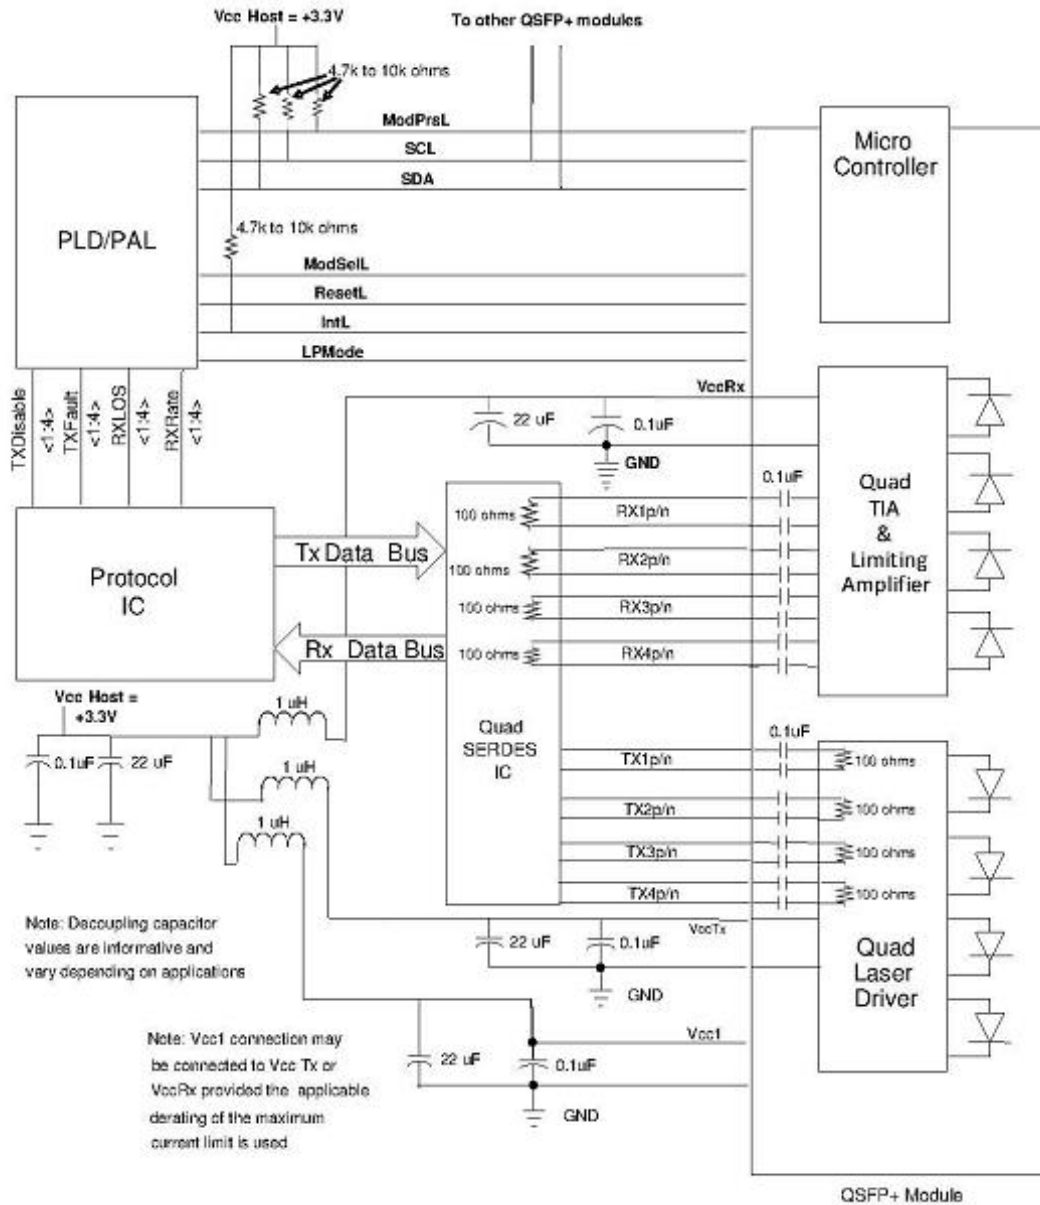 Vcc Host = +3.3V
To other QSFP+ modules
4.7k to 10k ohms
ModPrsL
SCL
SDA
Micro
Controller
PLD/PAL
4.7k to 10k ohms
ModSelL
ResetL
IntL
LPMode
TXDisable
<1:4>
TXFault
<1:4>
RXLOS
<1:4>
RXRate
<1:4>
VccRx
22 uF
0.1uF
GND
0.1uF
Quad
TIA
&
Limiting
Amplifier
100 ohms
RX1p/n
100 ohms
RX2p/n
100 ohms
RX3p/n
100 ohms
RX4p/n
Tx Data Bus
Protocol
IC
Rx Data Bus
Vcc Host =
+3.3V
0.1uF
22 uF
1 uH
1 uH
1 uH
Quad
SERDES
IC
0.1uF
TX1p/n
100 ohms
TX2p/n
100 ohms
TX3p/n
100 ohms
TX4p/n
100 ohms
Note: Decoupling capacitor
values are informative and
vary depending on applications
VccTx
22 uF
0.1uF
GND
Quad
Laser
Driver
Note: Vcc1 connection may
be connected to Vcc Tx or
VccRx provided the applicable
derating of the maximum
current limit is used
Vcc1
22 uF
0.1uF
GND
QSFP+ Module